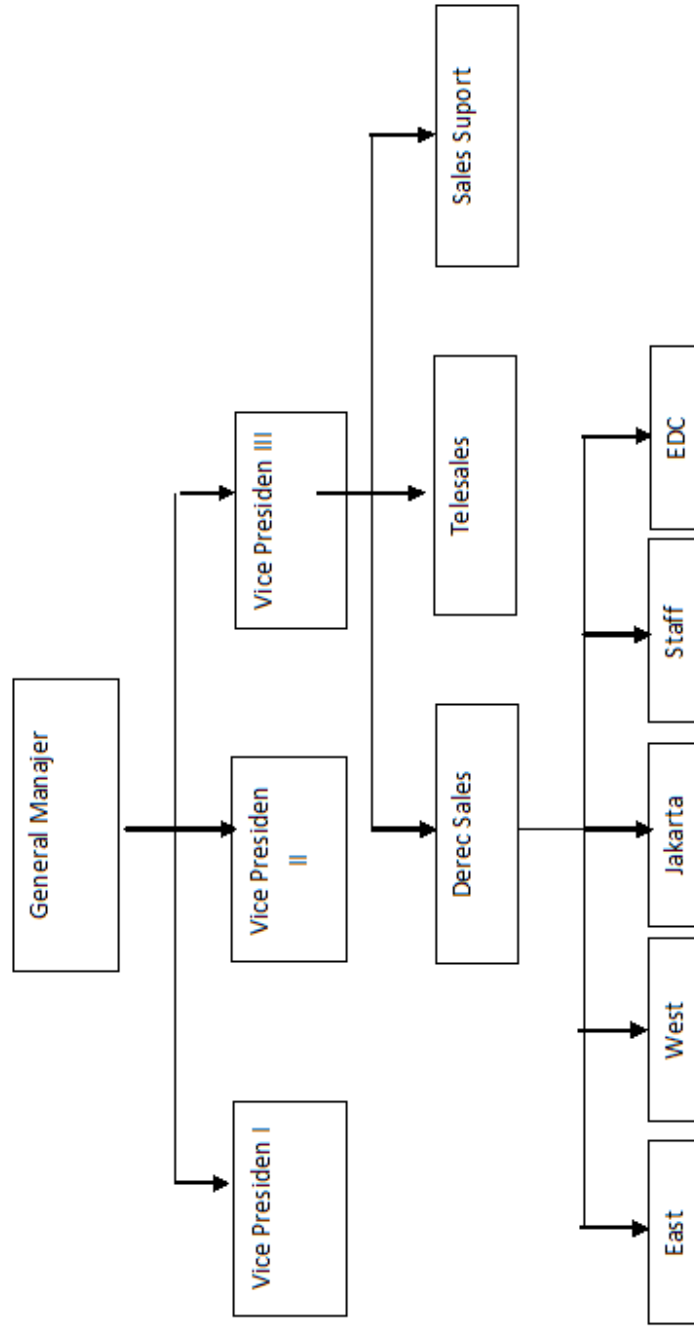 General Manajer
Vice Presiden I
Vice Presiden
II
Vice Presiden III
Derec Sales
Telesales
Sales Suport
East
West
Jakarta
Staff
EDC